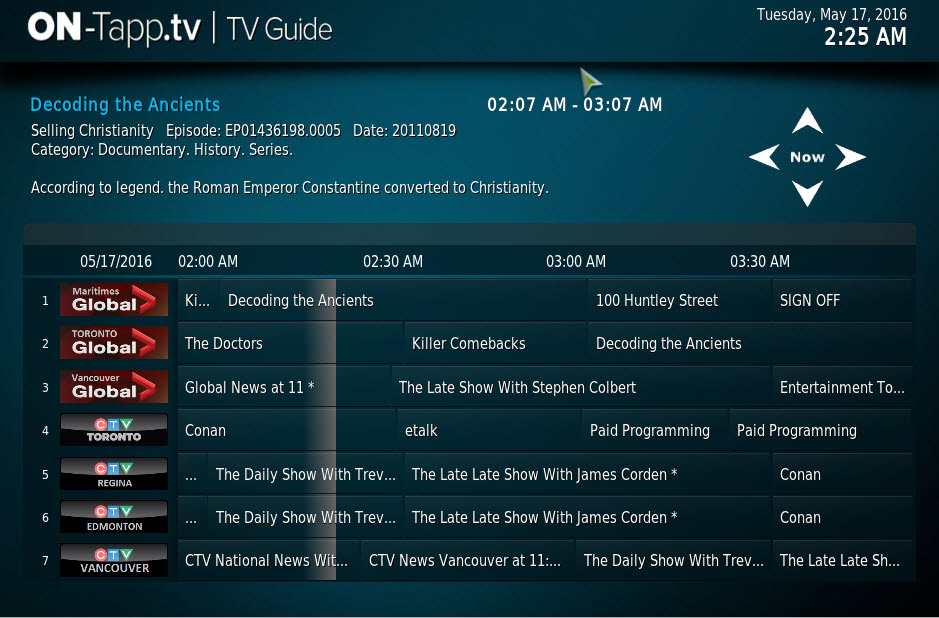 ON-Tapp.tv | TV Guide
Tuesday, May 17, 2016
2:25 AM
Decoding the Ancients
02:07 AM - 03:07 AM
Selling Christianity Episode: EP01436198.0005 Date: 20110819
Category: Documentary. History. Series.
Now
According to legend. the Roman Emperor Constantine converted to Christianity.
05/17/2016 02:00 AM 02:30 AM 03:00 AM 03:30 AM
1 Maritimes Global Ki... Decoding the Ancients 100 Huntley Street SIGN OFF
2 TORONTO Global The Doctors Killer Comebacks Decoding the Ancients
3 Vancouver Global Global News at 11 * The Late Show With Stephen Colbert Entertainment To...
4 CTV TORONTO Conan etalk Paid Programming Paid Programming
5 CTV REGINA ... The Daily Show With Trev... The Late Late Show With James Corden * Conan
6 CTV EDMONTON ... The Daily Show With Trev... The Late Late Show With James Corden * Conan
7 CTV VANCOUVER CTV National News Wit... CTV News Vancouver at 11:... The Daily Show With Trev... The Late Late Sh...